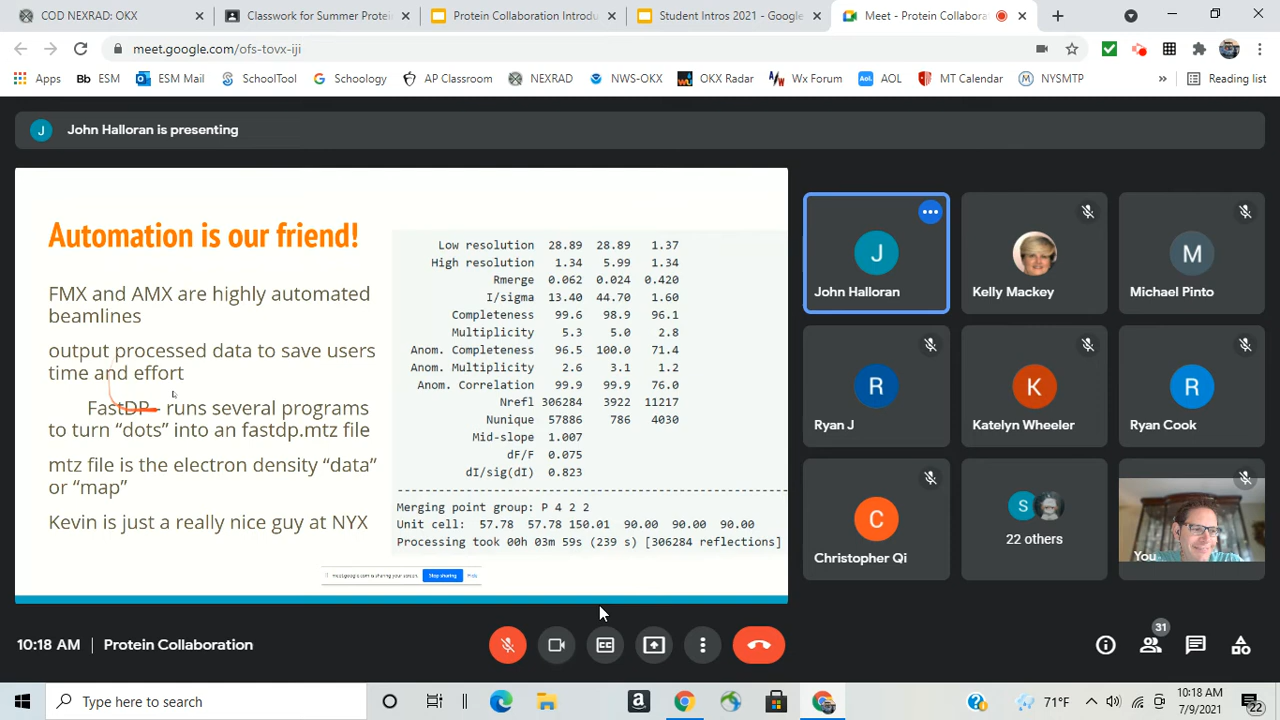 COD NEXRAD: OKX
Classwork for Summer Protein
Protein Collaboration Introdu
Student Intros 2021 - Google
Meet - Protein Collabora
meet.google.com/ofs-tovx-iji
Apps
Bb ESM
ESM Mail
SchoolTool
Schoology
AP Classroom
NEXRAD
NWS-OKX
OKX Radar
Wx Forum
AOL
MT Calendar
NYSMTP
»
Reading list
J John Halloran is presenting
Automation is our friend!
FMX and AMX are highly automated
beamlines
output processed data to save users
time and effort
FastDP - runs several programs
to turn “dots” into an fastdp.mtz file
mtz file is the electron density “data”
or “map”
Kevin is just a really nice guy at NYX
Low resolution 28.89 28.89 1.37
High resolution 1.34 5.99 1.34
Rmerge 0.062 0.024 0.420
I/sigma 13.40 44.70 1.60
Completeness 99.6 98.9 96.1
Multiplicity 5.3 5.0 2.8
Anom. Completeness 96.5 100.0 71.4
Anom. Multiplicity 2.6 3.1 1.2
Anom. Correlation 99.9 99.9 76.0
Nrefl 306284 3922 11217
Nunique 57886 786 4030
Mid-slope 1.007
dF/F 0.075
dI/sig(dI) 0.823
--------------------------------------------------
Merging point group: P 4 2 2
Unit cell: 57.78 57.78 150.01 90.00 90.00 90.00
Processing took 00h 03m 59s (239 s) [306284 reflections]
meet.google.com is sharing your screen.
Stop sharing
Hide
J
John Halloran
Kelly Mackey
M
Michael Pinto
R
Ryan J
K
Katelyn Wheeler
R
Ryan Cook
C
Christopher Qi
S
22 others
You
10:18 AM | Protein Collaboration
CC
31
Type here to search
71°F
10:18 AM
7/9/2021
22